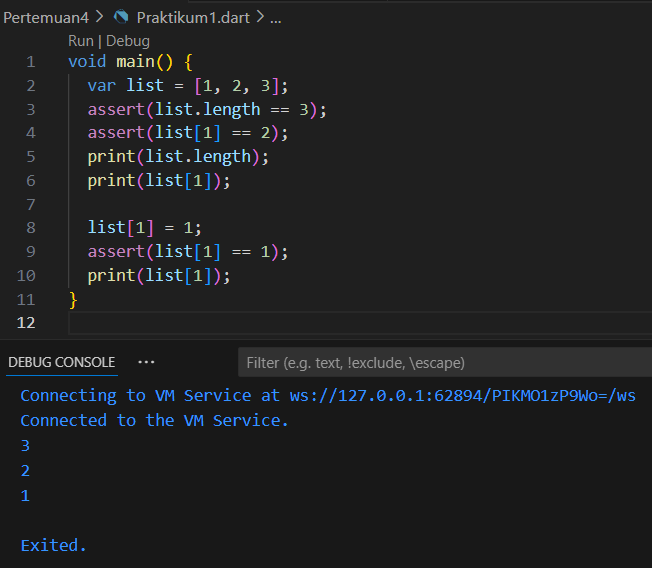 Pertemuan4 > Praktikum1.dart > ...
Run | Debug
1 void main() {
2   var list = [1, 2, 3];
3   assert(list.length == 3);
4   assert(list[1] == 2);
5   print(list.length);
6   print(list[1]);
7
8   list[1] = 1;
9   assert(list[1] == 1);
10   print(list[1]);
11 }
12
DEBUG CONSOLE ...
Filter (e.g. text, !exclude, \escape)
Connecting to VM Service at ws://127.0.0.1:62894/PIKMO1zP9Wo=/ws
Connected to the VM Service.
3
2
1
Exited.